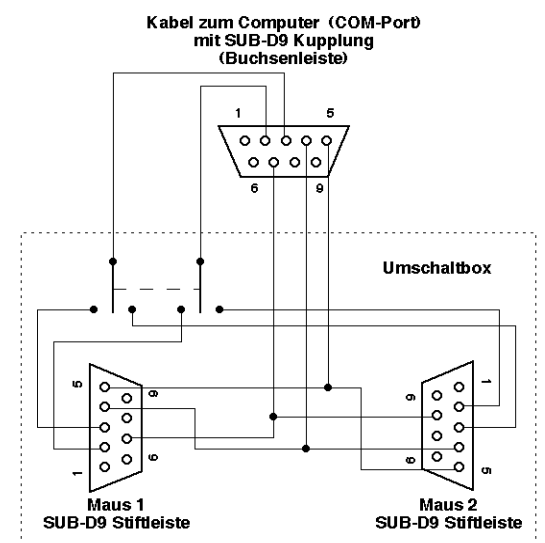 Kabel zum Computer (COM-Port)
mit SUB-D9 Kupplung
(Buchsenleiste)
1 5
6 9
Umschaltbox
5 9
1 6
6 1
9 5
Maus 1
SUB-D9 Stiftleiste
Maus 2
SUB-D9 Stiftleiste